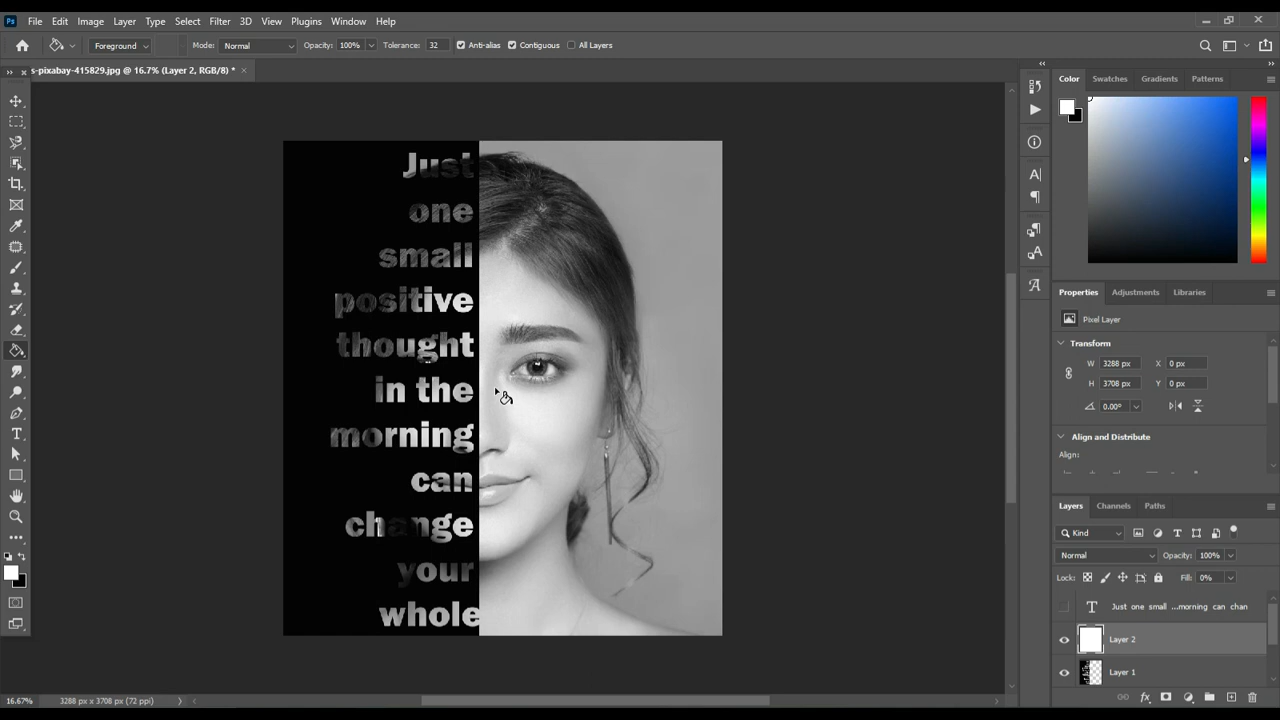 Ps File Edit Image Layer Type Select Filter 3D View Plugins Window Help
Foreground Mode: Normal Opacity: 100% Tolerance: 32 Anti-alias Contiguous All Layers
s-pixabay-415829.jpg @ 16.7% (Layer 2, RGB/8) *
Color Swatches Gradients Patterns
Just
one
small
positive
thought
in the
morning
can
change
your
whole
Properties Adjustments Libraries
Pixel Layer
Transform
W 3288 px X 0 px
H 3708 px Y 0 px
0.00°
Align and Distribute
Align:
Layers Channels Paths
Kind
Normal Opacity: 100%
Lock: Fill: 0%
T Just one small ...morning can chan
Layer 2
Layer 1
16.67% 3288 px x 3708 px (72 ppi)